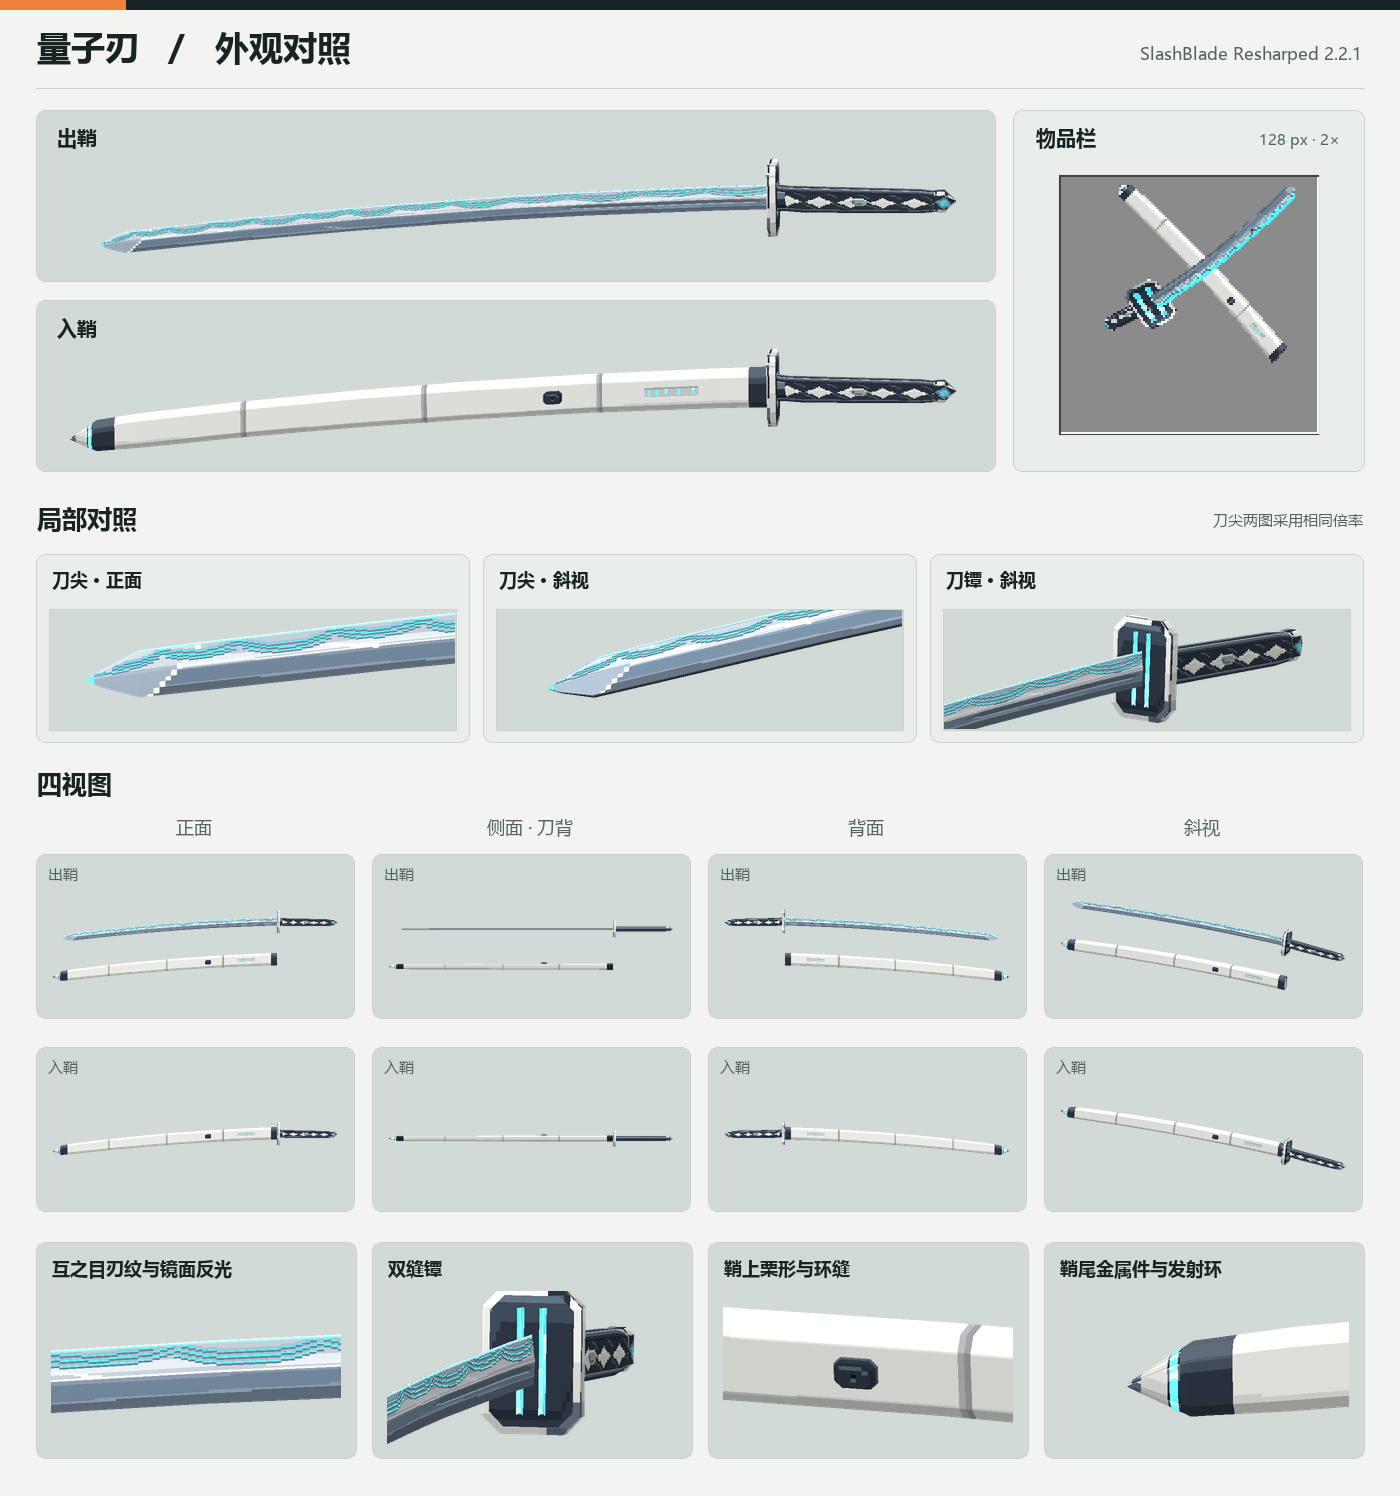 量子刃 / 外观对照
SlashBlade Resharped 2.2.1
出鞘
物品栏
128 px · 2×
入鞘
局部对照
刀尖两图采用相同倍率
刀尖·正面
刀尖·斜视
刀镡·斜视
四视图
正面
侧面 · 刀背
背面
斜视
出鞘
出鞘
出鞘
出鞘
入鞘
入鞘
入鞘
入鞘
互之目刃纹与镜面反光
双缝镡
鞘上栗形与环缝
鞘尾金属件与发射环